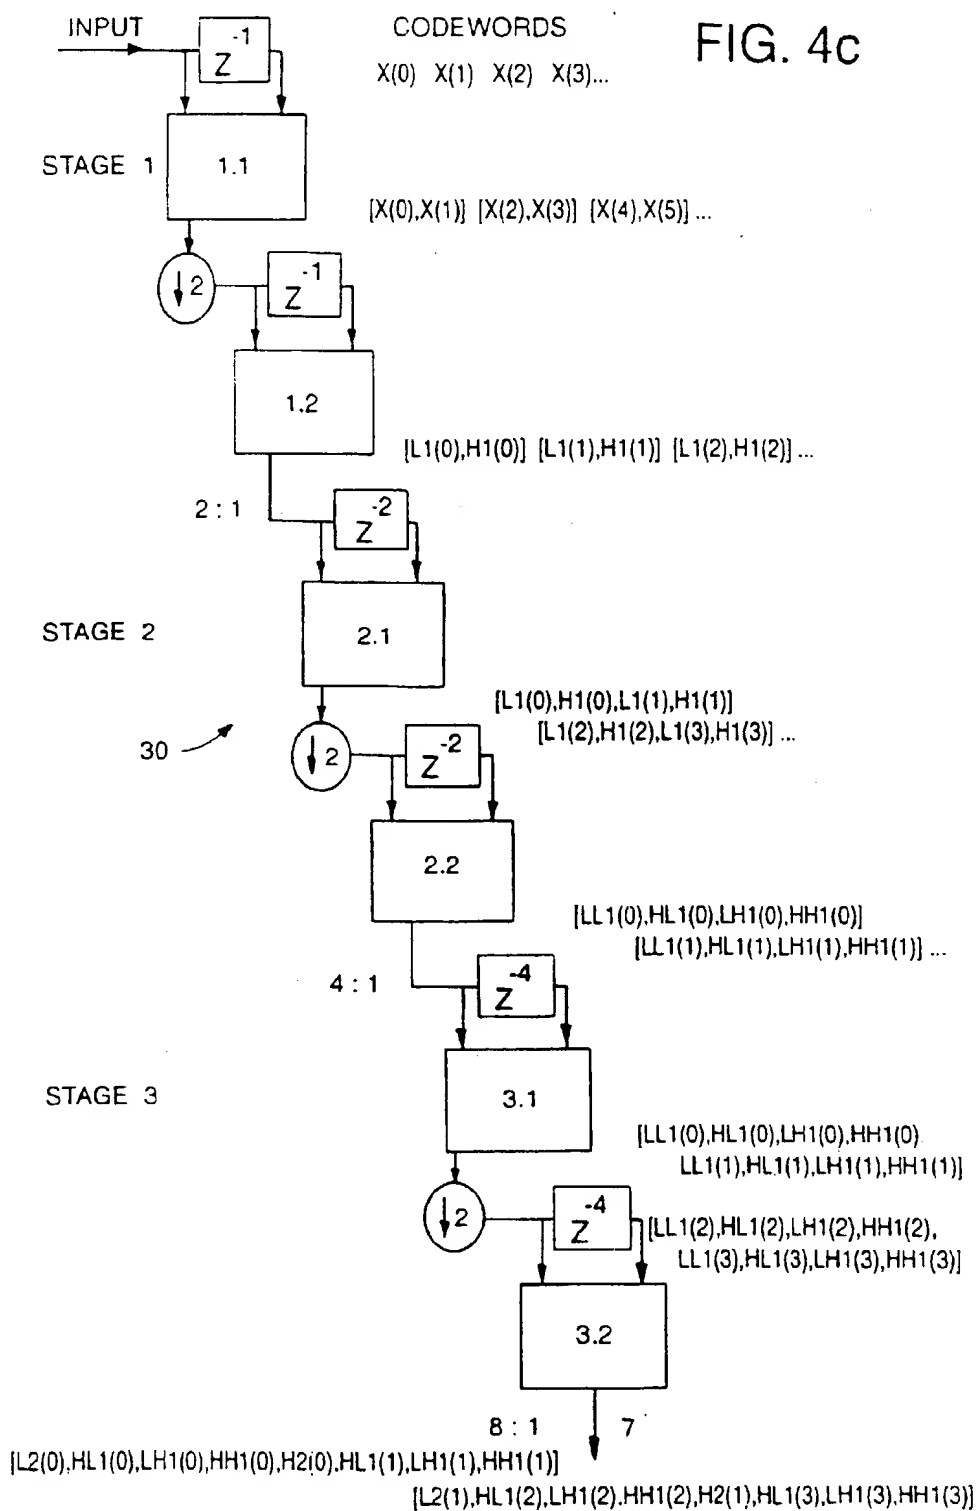 INPUT
Z-1
CODEWORDS
FIG. 4c
X(0) X(1) X(2) X(3)...
STAGE 1
1.1
[X(0),X(1)] [X(2),X(3)] [X(4),X(5)] ...
↓2
Z-1
1.2
[L1(0),H1(0)] [L1(1),H1(1)] [L1(2),H1(2)] ...
2 : 1
Z-2
STAGE 2
2.1
[L1(0),H1(0),L1(1),H1(1)]
[L1(2),H1(2),L1(3),H1(3)] ...
30
↓2
Z-2
2.2
[LL1(0),HL1(0),LH1(0),HH1(0)]
[LL1(1),HL1(1),LH1(1),HH1(1)] ...
4 : 1
Z-4
STAGE 3
3.1
[LL1(0),HL1(0),LH1(0),HH1(0)
LL1(1),HL1(1),LH1(1),HH1(1)]
↓2
Z-4
[LL1(2),HL1(2),LH1(2),HH1(2),
LL1(3),HL1(3),LH1(3),HH1(3)]
3.2
8 : 1
7
[L2(0),HL1(0),LH1(0),HH1(0),H2(0),HL1(1),LH1(1),HH1(1)]
[L2(1),HL1(2),LH1(2),HH1(2),H2(1),HL1(3),LH1(3),HH1(3)]